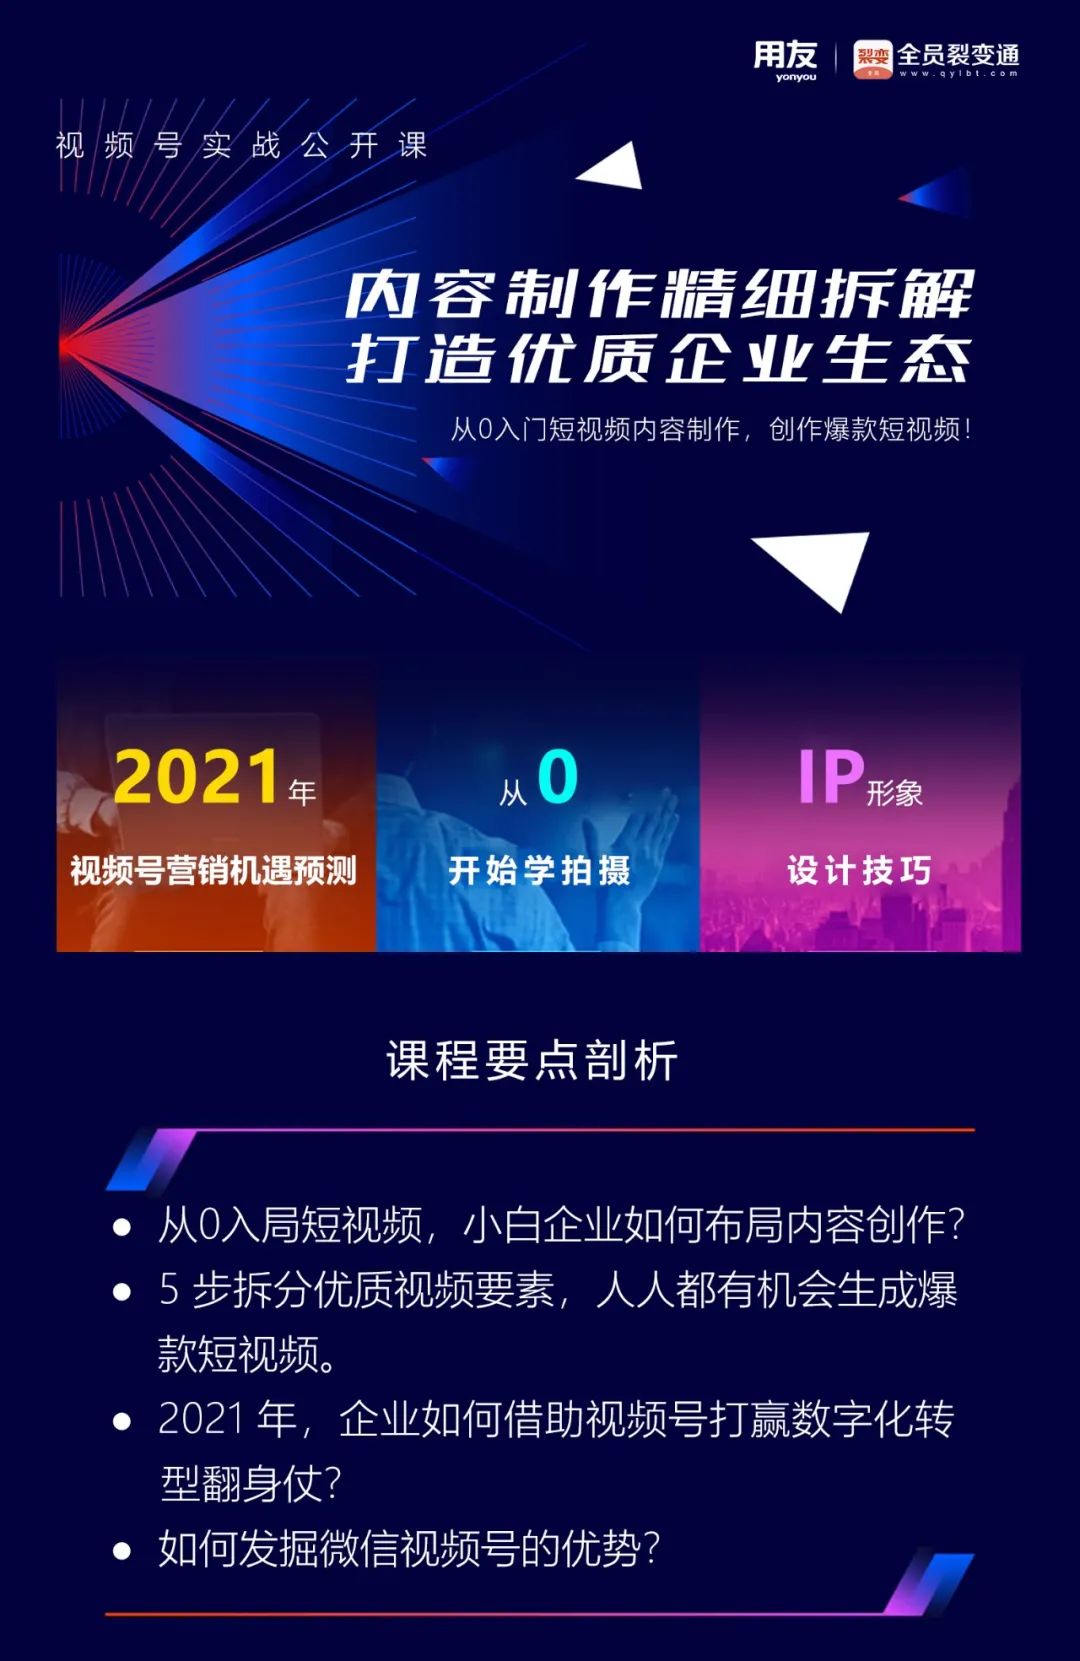 用友
yonyou
裂变
全员裂变通
www.qylbt.com
视频号实战公开课
内容制作精细拆解
打造优质企业生态
从0入门短视频内容制作，创作爆款短视频！
2021年
视频号营销机遇预测
从0
开始学拍摄
IP形象
设计技巧
课程要点剖析
● 从0入局短视频，小白企业如何布局内容创作？
● 5 步拆分优质视频要素，人人都有机会生成爆
款短视频。
● 2021 年，企业如何借助视频号打赢数字化转
型翻身仗？
● 如何发掘微信视频号的优势？